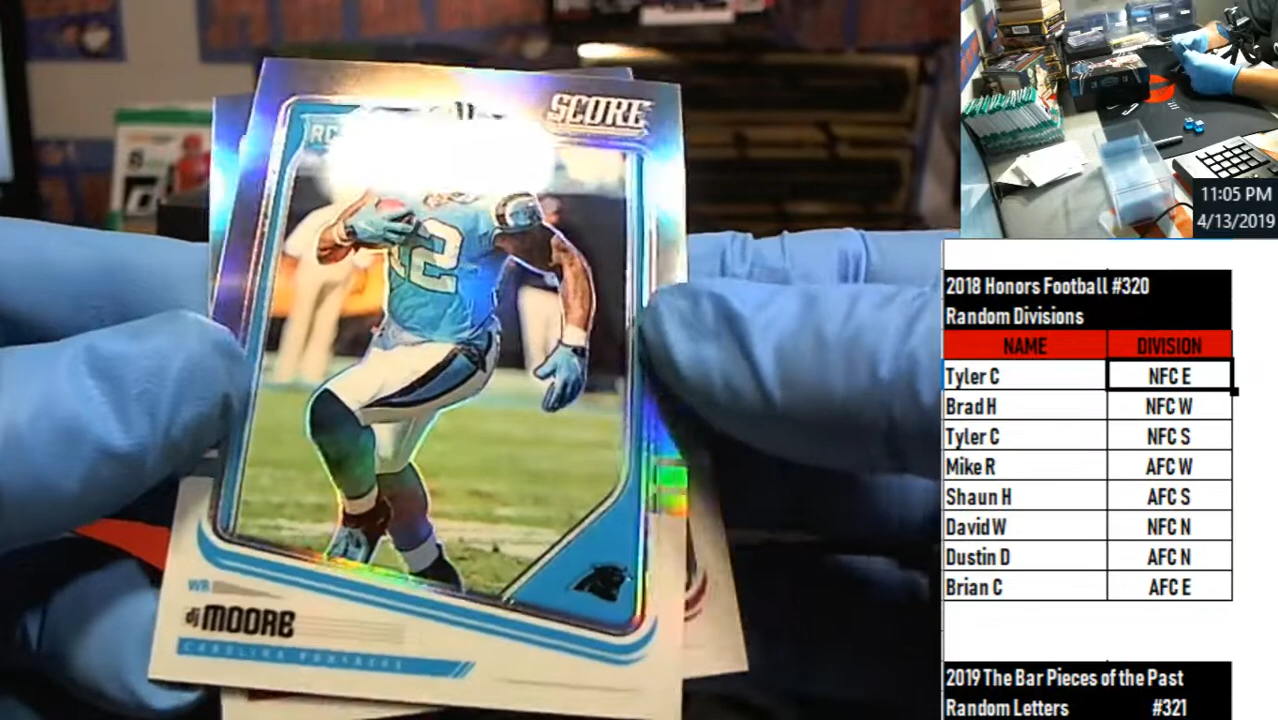 RC
SCORE
12
WR
dj MOORE
CAROLINA PANTHERS
11:05 PM
4/13/2019
2018 Honors Football #320
Random Divisions
NAME DIVISION
Tyler C NFC E
Brad H NFC W
Tyler C NFC S
Mike R AFC W
Shaun H AFC S
David W NFC N
Dustin D AFC N
Brian C AFC E
2019 The Bar Pieces of the Past
Random Letters #321